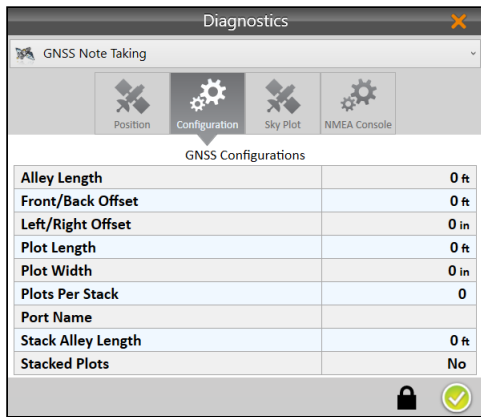 Diagnostics
GNSS Note Taking
Position Configuration Sky Plot NMEA Console
GNSS Configurations
Alley Length 0 ft
Front/Back Offset 0 ft
Left/Right Offset 0 in
Plot Length 0 ft
Plot Width 0 in
Plots Per Stack 0
Port Name
Stack Alley Length 0 ft
Stacked Plots No